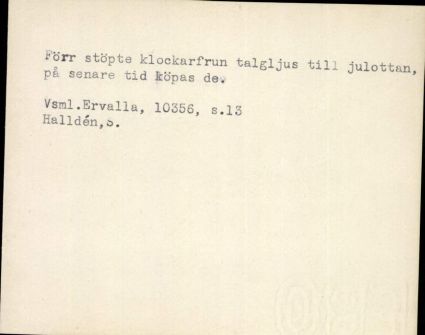 Förr stöpte klockarfrun talgljus till julottan,
på senare tid köpas de.
Vsml.Ervalla, 10356, s.13
Halldén,S.